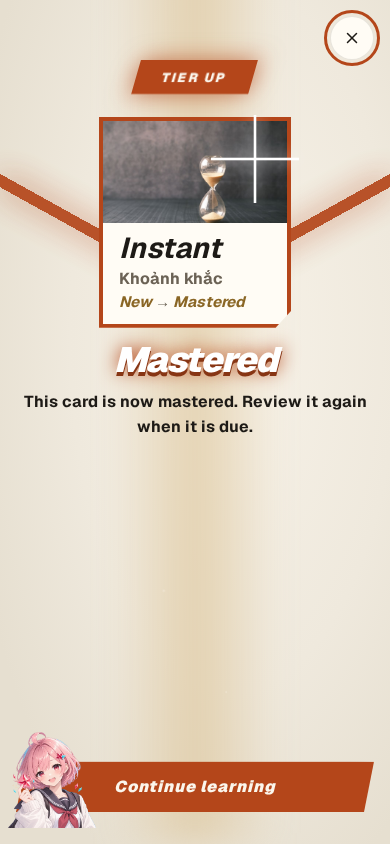 TIER UP
Instant
Khoảnh khắc
New → Mastered
Mastered
This card is now mastered. Review it again
when it is due.
Continue learning